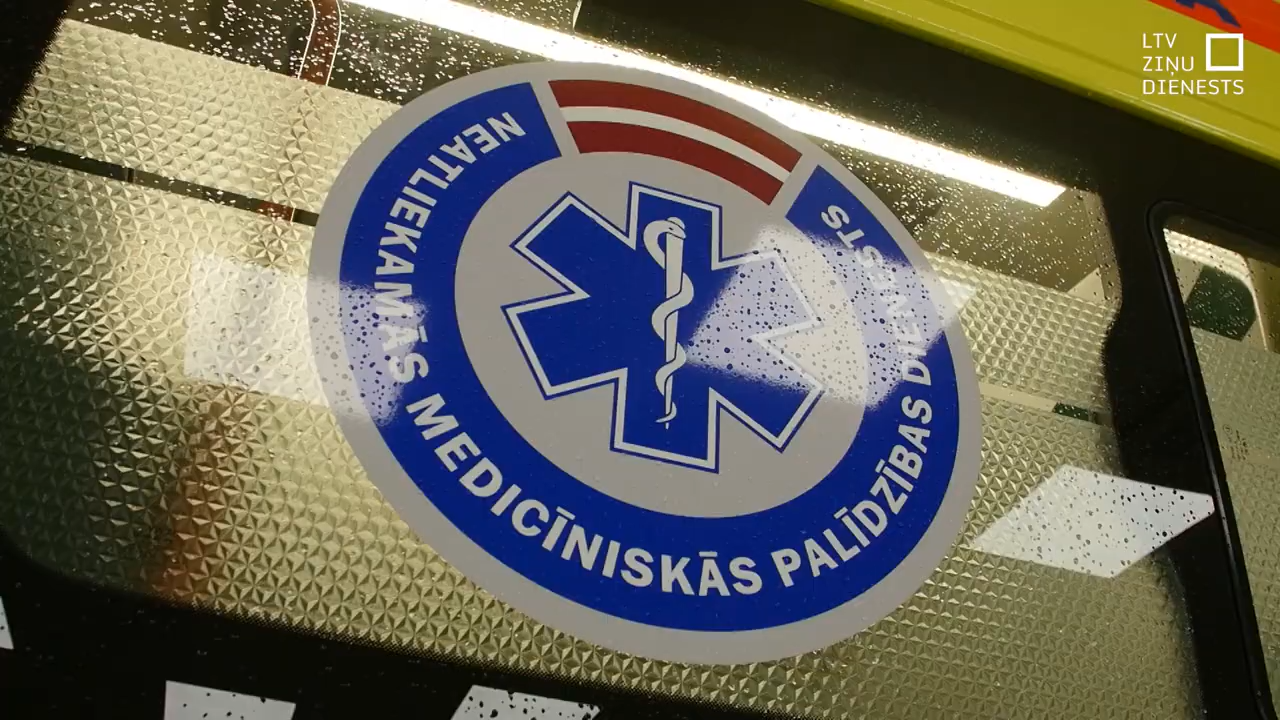 LTV
ZIŅU
DIENESTS
NEATLIEKAMĀS MEDICĪNISKĀS PALĪDZĪBAS DIENESTS